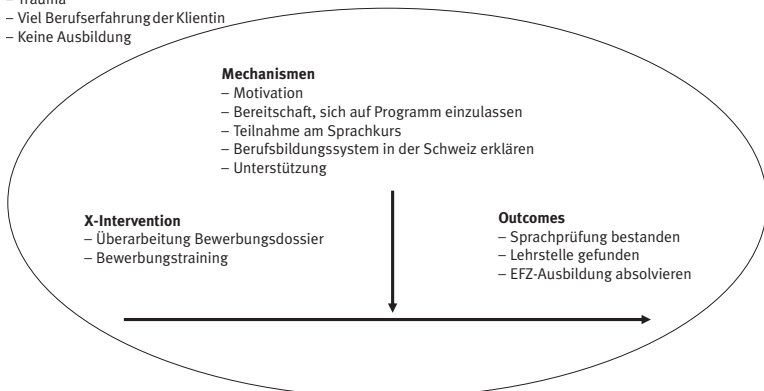 – Trauma
– Viel Berufserfahrung der Klientin
– Keine Ausbildung
Mechanismen
– Motivation
– Bereitschaft, sich auf Programm einzulassen
– Teilnahme am Sprachkurs
– Berufsbildungssystem in der Schweiz erklären
– Unterstützung
X-Intervention
– Überarbeitung Bewerbungsdossier
– Bewerbungstraining
Outcomes
– Sprachprüfung bestanden
– Lehrstelle gefunden
– EFZ-Ausbildung absolvieren